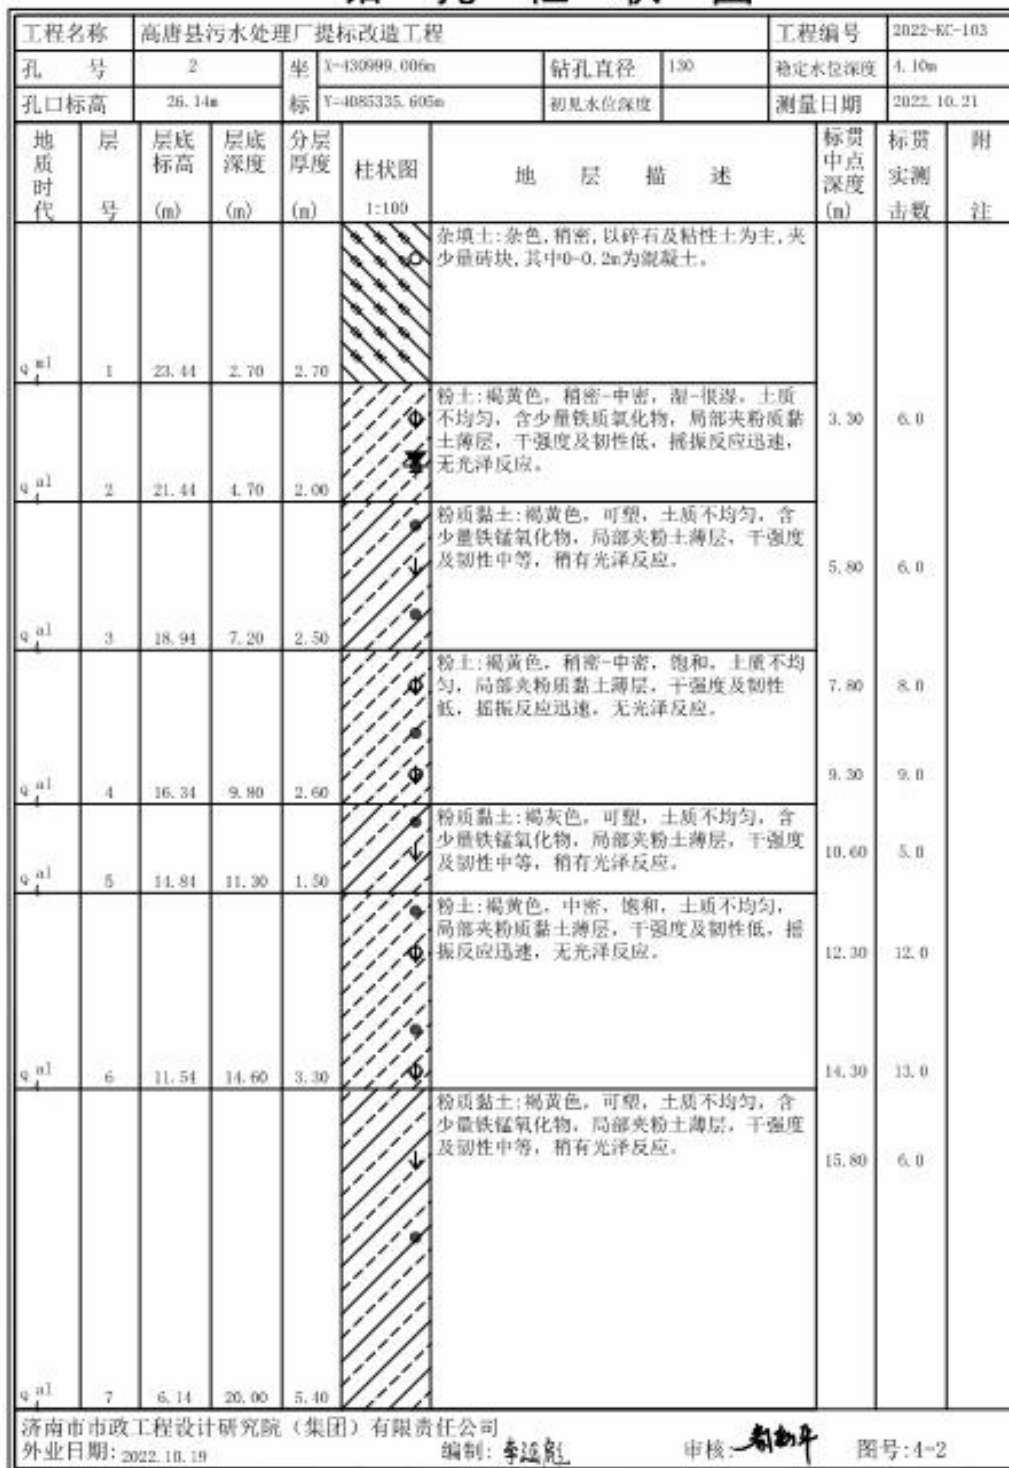 工程名称 高唐县污水处理厂提标改造工程 工程编号 2022-KC-103
孔 号 2 坐 X=430999.006m 钻孔直径 130 稳定水位深度 4.10m
孔口标高 26.14m 标 Y=4085335.605m 初见水位深度 测量日期 2022.10.21
地质时代 层号 层底标高(m) 层底深度(m) 分层厚度(m) 柱状图 1:100 地 层 描 述 标贯中点深度(m) 标贯实测击数 附注
杂填土:杂色,稍密,以碎石及粘性土为主,夹
少量砖块,其中0-0.2m为混凝土。
Q4 ml 1 23.44 2.70 2.70
粉土:褐黄色,稍密-中密,湿-很湿。土质
不均匀,含少量铁质氧化物,局部夹粉质黏 3.30 6.0
土薄层,干强度及韧性低,摇振反应迅速,
无光泽反应。
Q4 al 2 21.44 4.70 2.00
粉质黏土:褐黄色,可塑,土质不均匀,含
少量铁锰氧化物,局部夹粉土薄层,干强度
及韧性中等,稍有光泽反应。 5.80 6.0
Q4 al 3 18.94 7.20 2.50
粉土:褐黄色,稍密-中密,饱和。土质不均
匀,局部夹粉质黏土薄层,干强度及韧性 7.80 8.0
低,摇振反应迅速,无光泽反应。
9.30 9.0
Q4 al 4 16.34 9.80 2.60
粉质黏土:褐灰色,可塑,土质不均匀,含
少量铁锰氧化物,局部夹粉土薄层,干强度 10.60 5.0
及韧性中等,稍有光泽反应。
Q4 al 5 14.84 11.30 1.50
粉土:褐黄色,中密,饱和,土质不均匀,
局部夹粉质黏土薄层,干强度及韧性低,摇
振反应迅速,无光泽反应。 12.30 12.0
Q4 al 6 11.54 14.60 3.30 14.30 13.0
粉质黏土:褐黄色,可塑,土质不均匀,含
少量铁锰氧化物,局部夹粉土薄层,干强度
及韧性中等,稍有光泽反应。 15.80 6.0
Q4 al 7 6.14 20.00 5.40
济南市市政工程设计研究院(集团)有限责任公司
外业日期:2022.10.19 编制: 审核: 图号:4-2